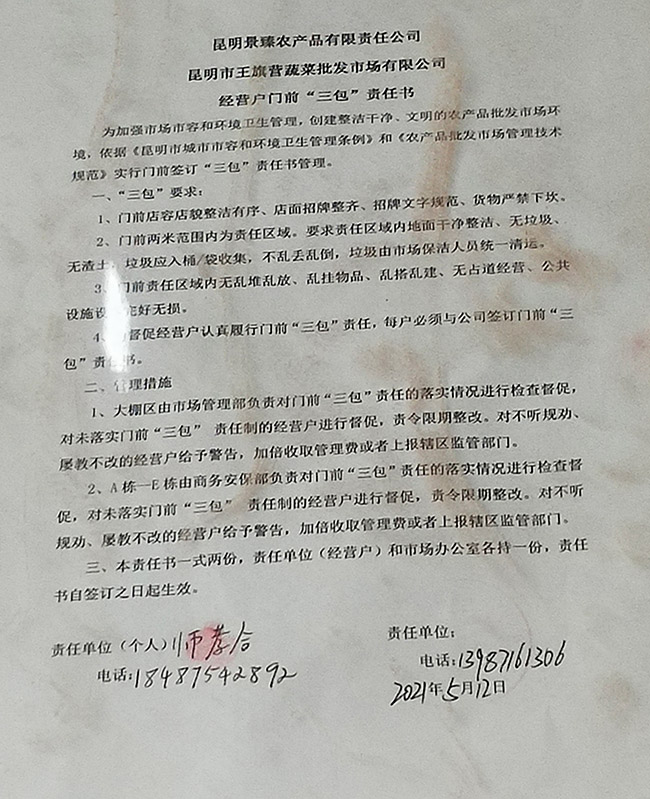 昆明景臻农产品有限责任公司
昆明市王旗营蔬菜批发市场有限公司
经营户门前“三包”责任书
为加强市场市容和环境卫生管理，创建整洁干净、文明的农产品批发市场环
境，依据《昆明市城市市容和环境卫生管理条例》和《农产品批发市场管理技术
规范》实行门前签订“三包”责任书管理。
一、“三包”要求：
1、门前店容店貌整洁有序、店面招牌整齐、招牌文字规范、货物严禁下坎。
2、门前两米范围内为责任区域。要求责任区域内地面干净整洁、无垃圾、
无渣土，垃圾应入桶/袋收集，不乱丢乱倒，垃圾由市场保洁人员统一清运。
3、门前责任区域内无乱堆乱放、乱挂物品、乱搭乱建、无占道经营、公共
设施设 完好无损。
4、 督促经营户认真履行门前“三包”责任，每户必须与公司签订门前“三
包”责任书。
二、管理措施
1、大棚区由市场管理部负责对门前“三包”责任的落实情况进行检查督促，
对未落实门前“三包” 责任制的经营户进行督促，责令限期整改。对不听规劝、
屡教不改的经营户给予警告，加倍收取管理费或者上报辖区监管部门。
2、A栋—E栋由商务安保部负责对门前“三包”责任的落实情况进行检查督
促，对未落实门前“三包” 责任制的经营户进行督促，责令限期整改。对不听
规劝、屡教不改的经营户给予警告，加倍收取管理费或者上报辖区监管部门。
三、本责任书一式两份，责任单位（经营户）和市场办公室各持一份，责任
书自签订之日起生效。
责任单位（个人）师孝合
责任单位：
电话:18487542892
电话:13987161306
2021年5月12日